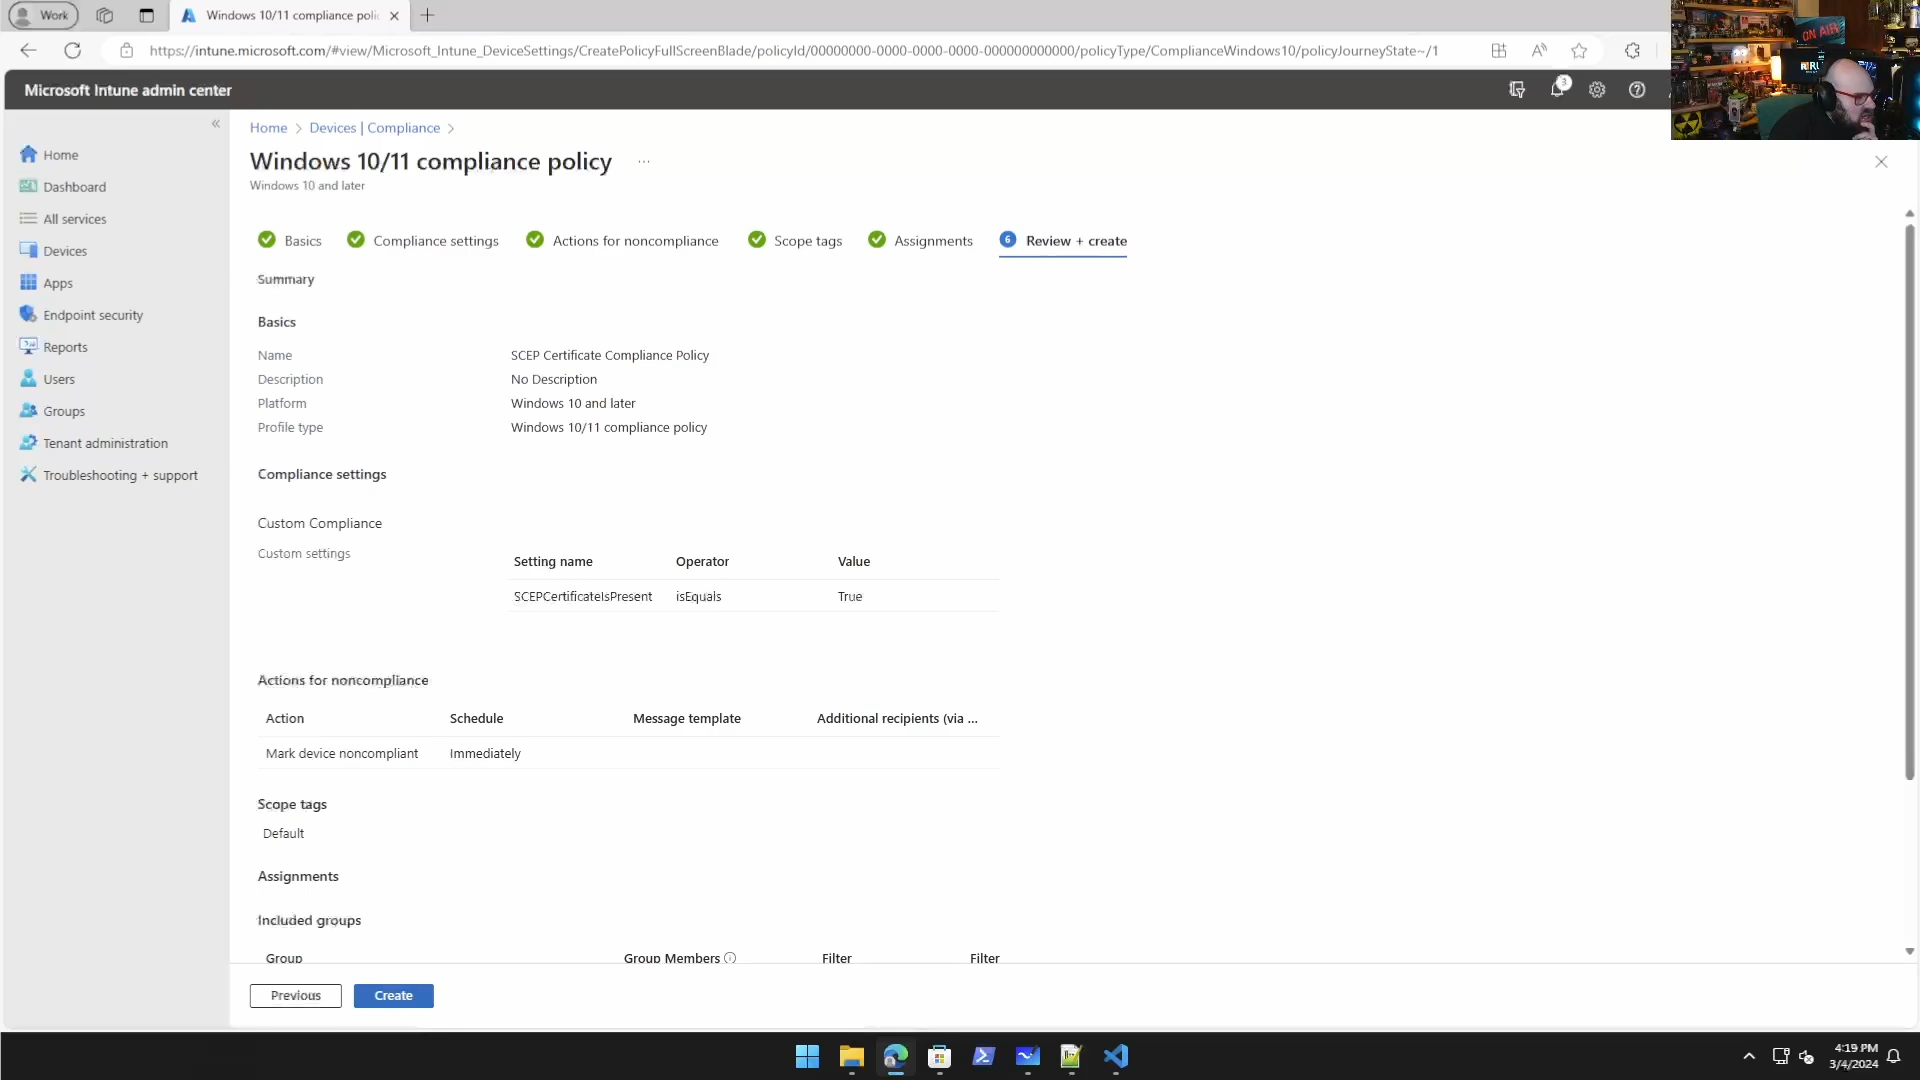 Work
Windows 10/11 compliance polic
https://intune.microsoft.com/#view/Microsoft_Intune_DeviceSettings/CreatePolicyFullScreenBlade/policyId/00000000-0000-0000-0000-000000000000/policyType/ComplianceWindows10/policyJourneyState~/1
ON AIR
Microsoft Intune admin center
3
Home
Dashboard
All services
Devices
Apps
Endpoint security
Reports
Users
Groups
Tenant administration
Troubleshooting + support
Home > Devices | Compliance >
Windows 10/11 compliance policy ...
Windows 10 and later
Basics Compliance settings Actions for noncompliance Scope tags Assignments 6 Review + create
Summary
Basics
Name SCEP Certificate Compliance Policy
Description No Description
Platform Windows 10 and later
Profile type Windows 10/11 compliance policy
Compliance settings
Custom Compliance
Custom settings
Setting name Operator Value
SCEPCertificateIsPresent isEquals True
Actions for noncompliance
Action Schedule Message template Additional recipients (via ...
Mark device noncompliant Immediately
Scope tags
Default
Assignments
Included groups
Group Group Members Filter Filter
Previous Create
4:19 PM
3/4/2024